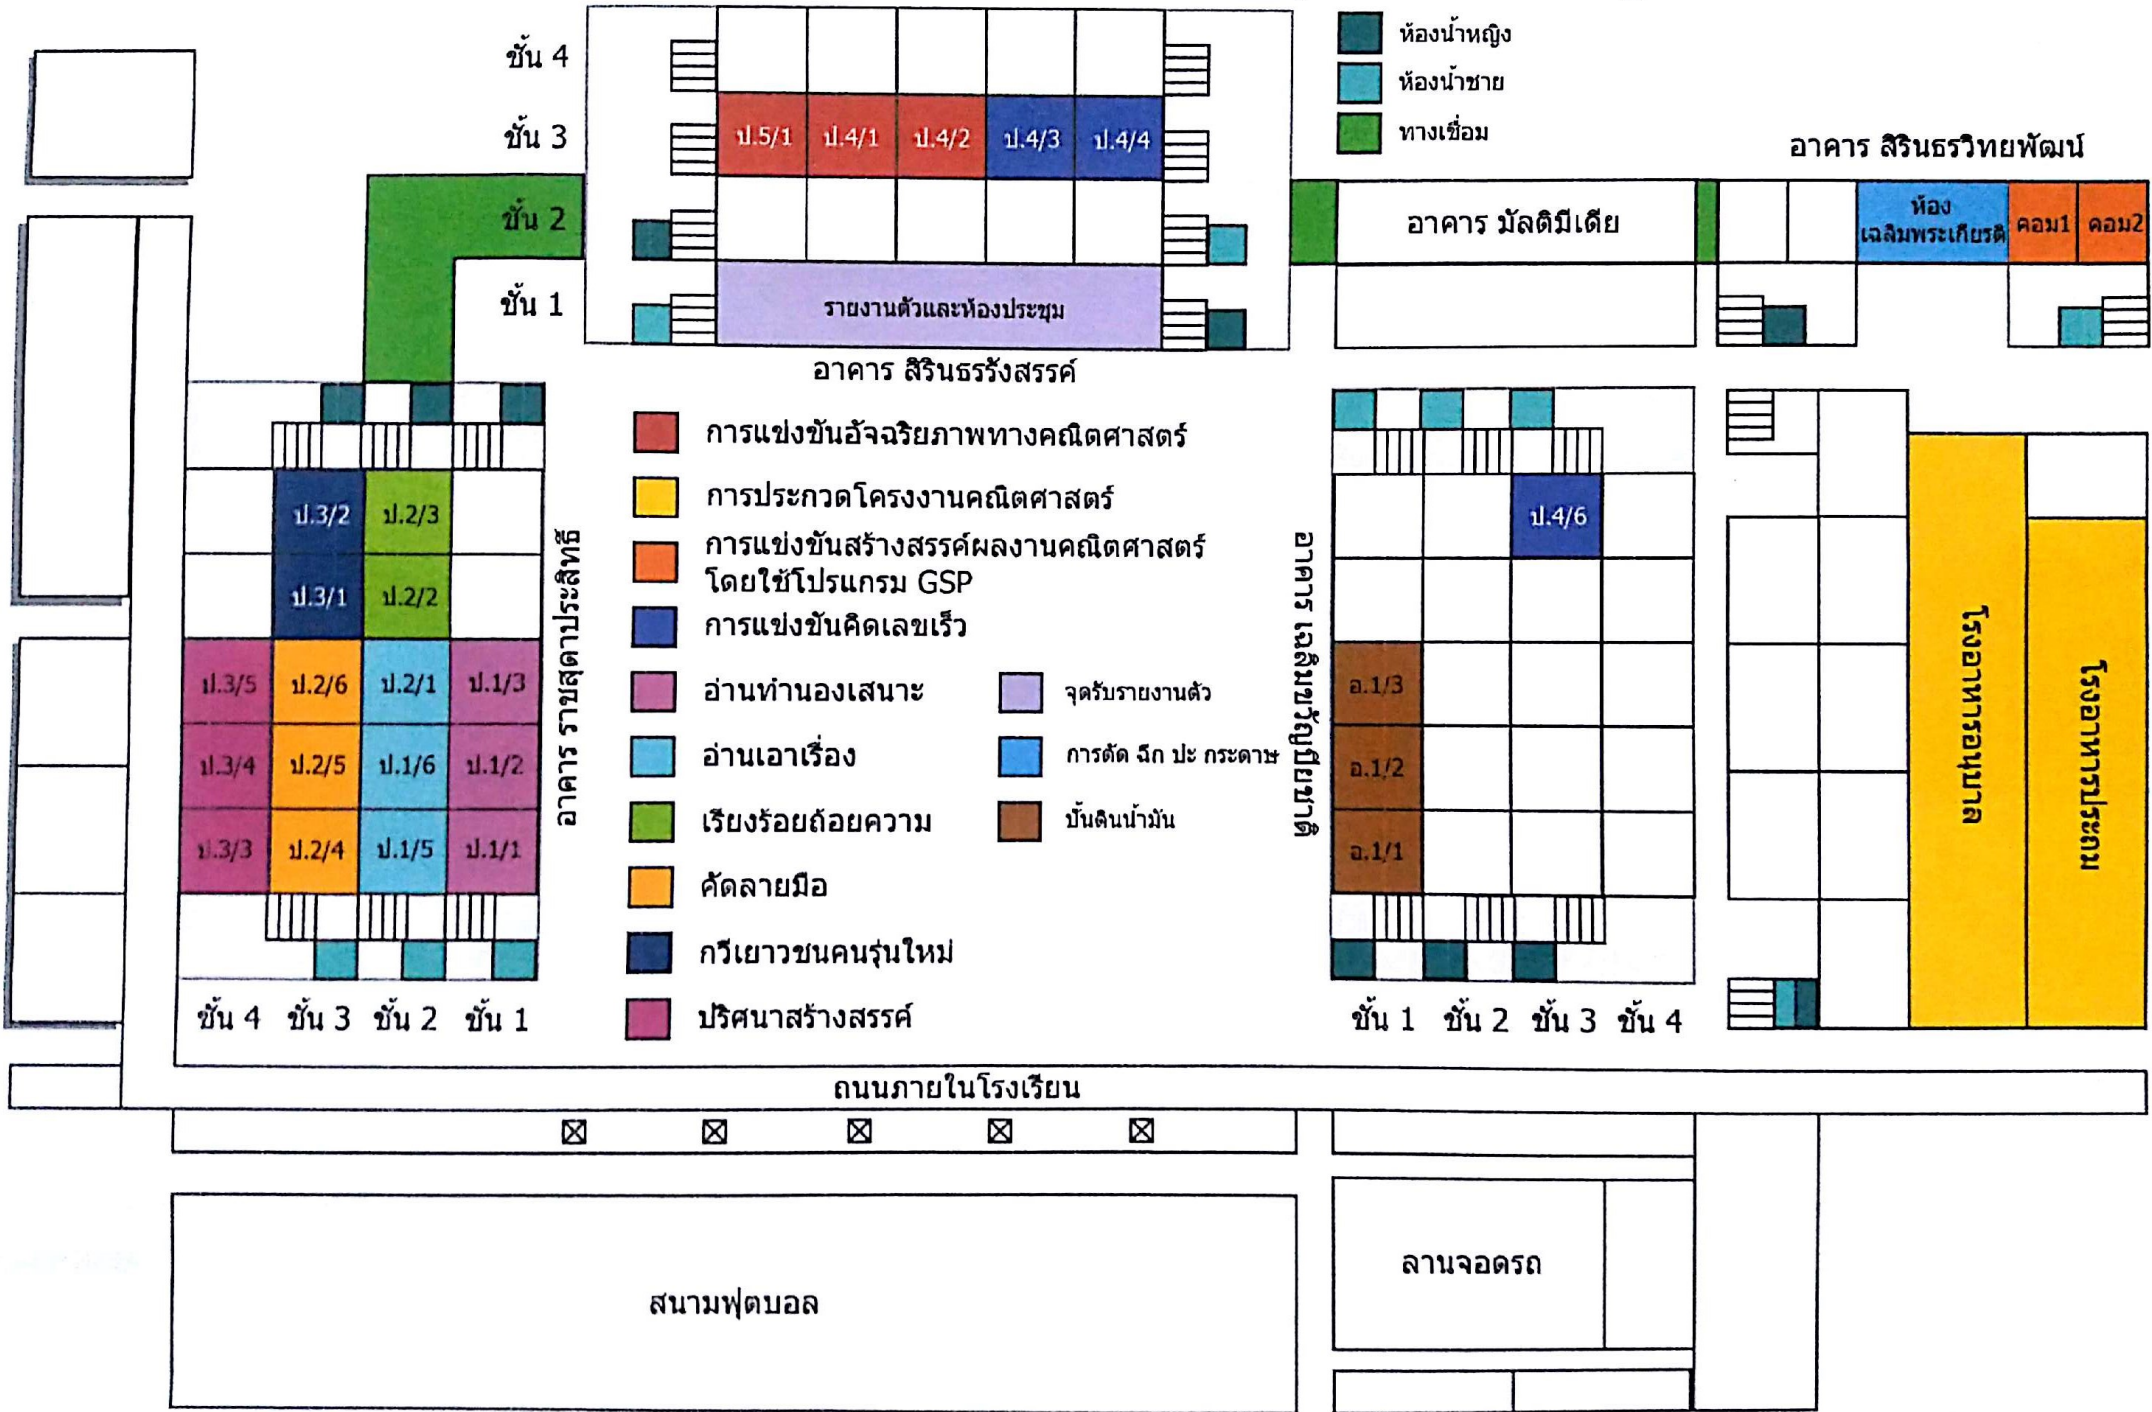 ชั้น 4
ชั้น 3
ชั้น 2
ชั้น 1
ป.5/1 ป.4/1 ป.4/2 ป.4/3 ป.4/4
รายงานตัวและห้องประชุม
อาคาร สิรินธรรังสรรค์
ห้องน้ำหญิง
ห้องน้ำชาย
ทางเชื่อม
อาคาร สิรินธรวิทยพัฒน์
อาคาร มัลติมีเดีย
ห้อง
เฉลิมพระเกียรติ
คอม1 คอม2
ป.3/2 ป.2/3
ป.3/1 ป.2/2
ป.3/5 ป.2/6 ป.2/1 ป.1/3
ป.3/4 ป.2/5 ป.1/6 ป.1/2
ป.3/3 ป.2/4 ป.1/5 ป.1/1
ชั้น 4 ชั้น 3 ชั้น 2 ชั้น 1
อาคาร ราชสุดาประสิทธิ์
การแข่งขันอัจฉริยภาพทางคณิตศาสตร์
การประกวดโครงงานคณิตศาสตร์
การแข่งขันสร้างสรรค์ผลงานคณิตศาสตร์
โดยใช้โปรแกรม GSP
การแข่งขันคิดเลขเร็ว
อ่านทำนองเสนาะ
อ่านเอาเรื่อง
เรียงร้อยถ้อยความ
คัดลายมือ
กวีเยาวชนคนรุ่นใหม่
ปริศนาสร้างสรรค์
จุดรับรายงานตัว
การตัด ฉีก ปะ กระดาษ
ปั้นดินน้ำมัน
อาคาร เฉลิมขวัญปิยชาติ
ป.4/6
อ.1/3
อ.1/2
อ.1/1
ชั้น 1 ชั้น 2 ชั้น 3 ชั้น 4
โรงอาหารอนุบาล
โรงอาหารประถม
ถนนภายในโรงเรียน
สนามฟุตบอล
ลานจอดรถ